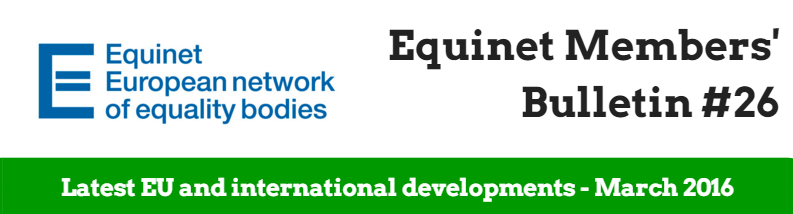 Equinet
European network
of equality bodies
Equinet Members'
Bulletin #26
Latest EU and international developments - March 2016